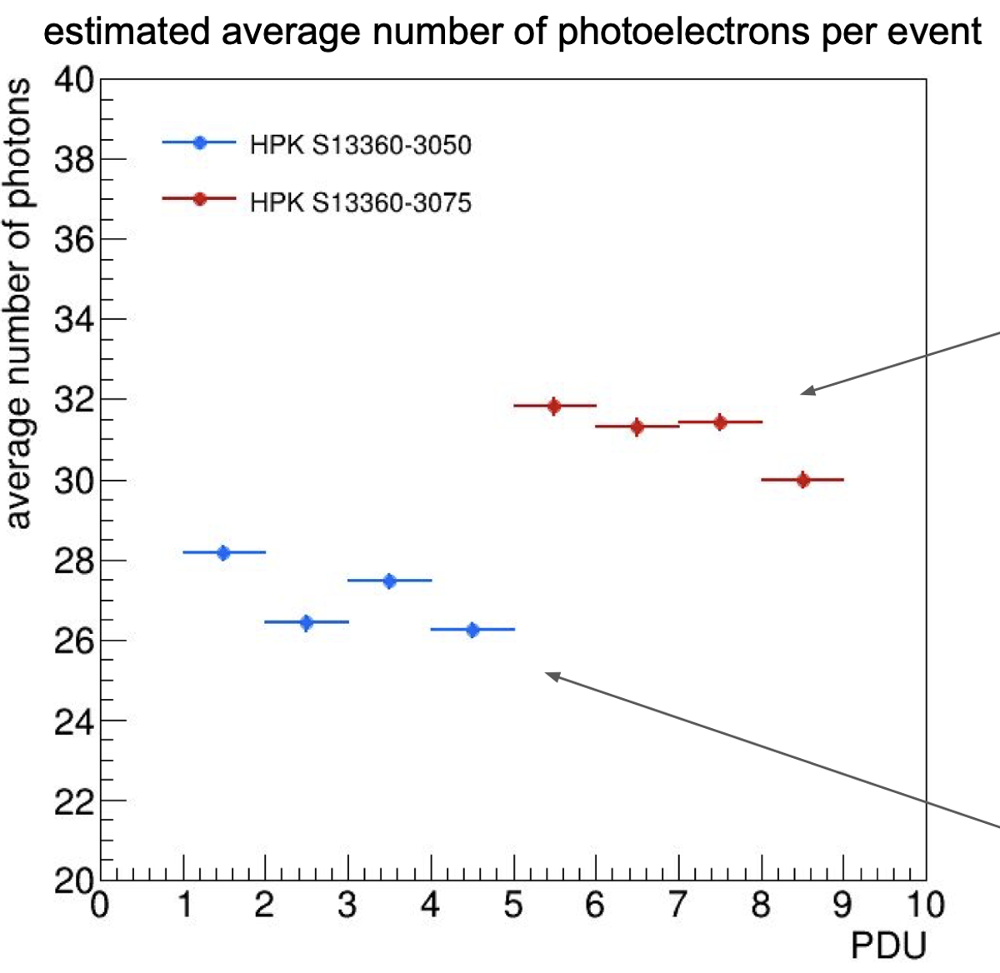 estimated average number of photoelectrons per event
average number of photons
40
38
36
34
32
30
28
26
24
22
20
HPK S13360-3050
HPK S13360-3075
0 1 2 3 4 5 6 7 8 9 10
PDU